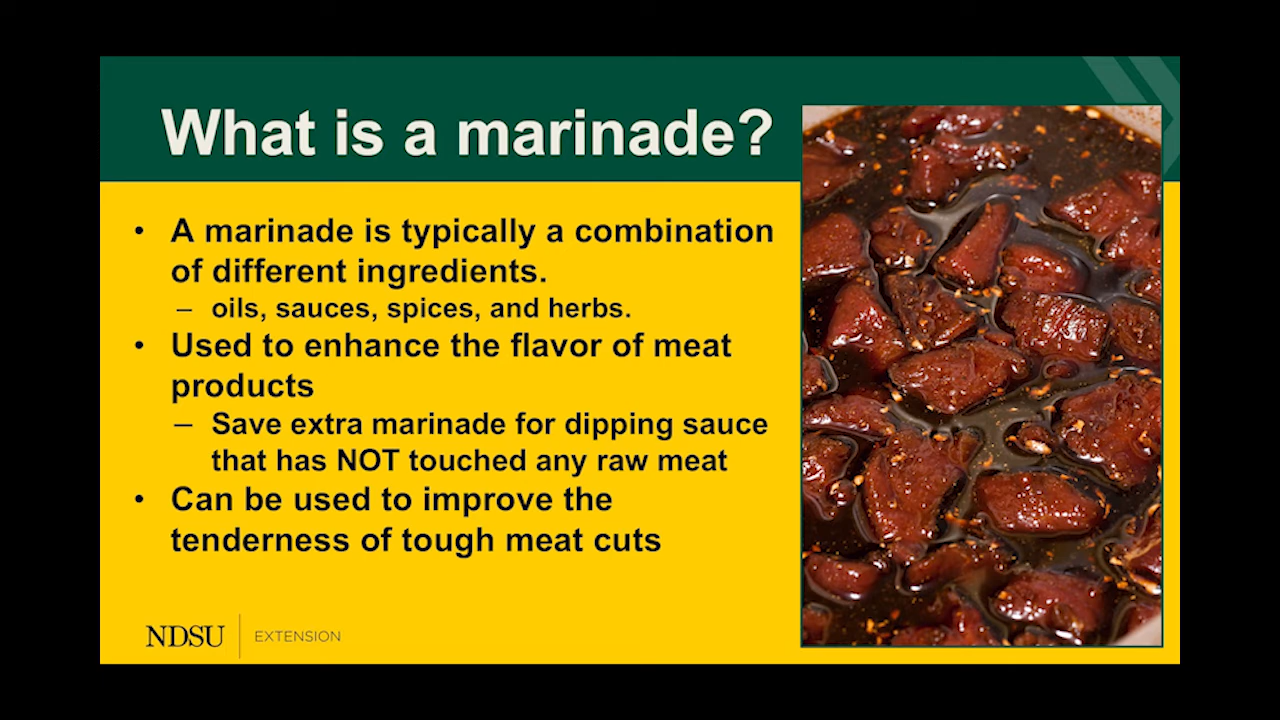 What is a marinade?
• A marinade is typically a combination
of different ingredients.
– oils, sauces, spices, and herbs.
• Used to enhance the flavor of meat
products
– Save extra marinade for dipping sauce
that has NOT touched any raw meat
• Can be used to improve the
tenderness of tough meat cuts
NDSU | EXTENSION